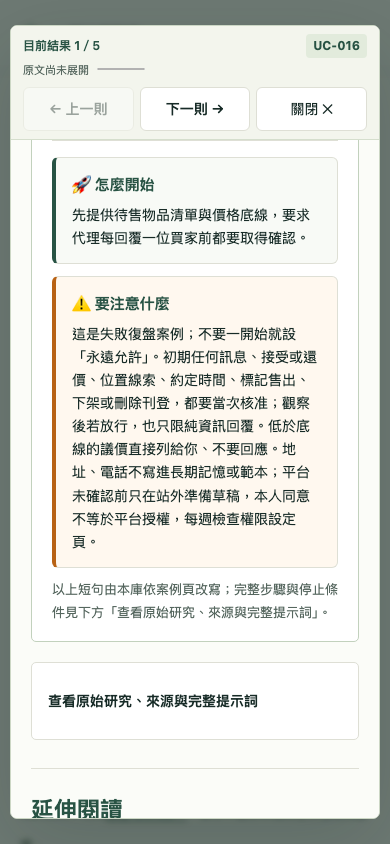 目前結果 1 / 5
UC-016
原文尚未展開
← 上一則
下一則 →
關閉 ✕
🚀 怎麼開始
先提供待售物品清單與價格底線，要求
代理每回覆一位買家前都要取得確認。
⚠️ 要注意什麼
這是失敗復盤案例；不要一開始就設
「永遠允許」。初期任何訊息、接受或還
價、位置線索、約定時間、標記售出、
下架或刪除刊登，都要當次核准；觀察
後若放行，也只限純資訊回覆。低於底
線的議價直接列給你、不要回應。地
址、電話不寫進長期記憶或範本；平台
未確認前只在站外準備草稿，本人同意
不等於平台授權，每週檢查權限設定
頁。
以上短句由本庫依案例頁改寫；完整步驟與停止條
件見下方「查看原始研究、來源與完整提示詞」。
查看原始研究、來源與完整提示詞
延伸閱讀